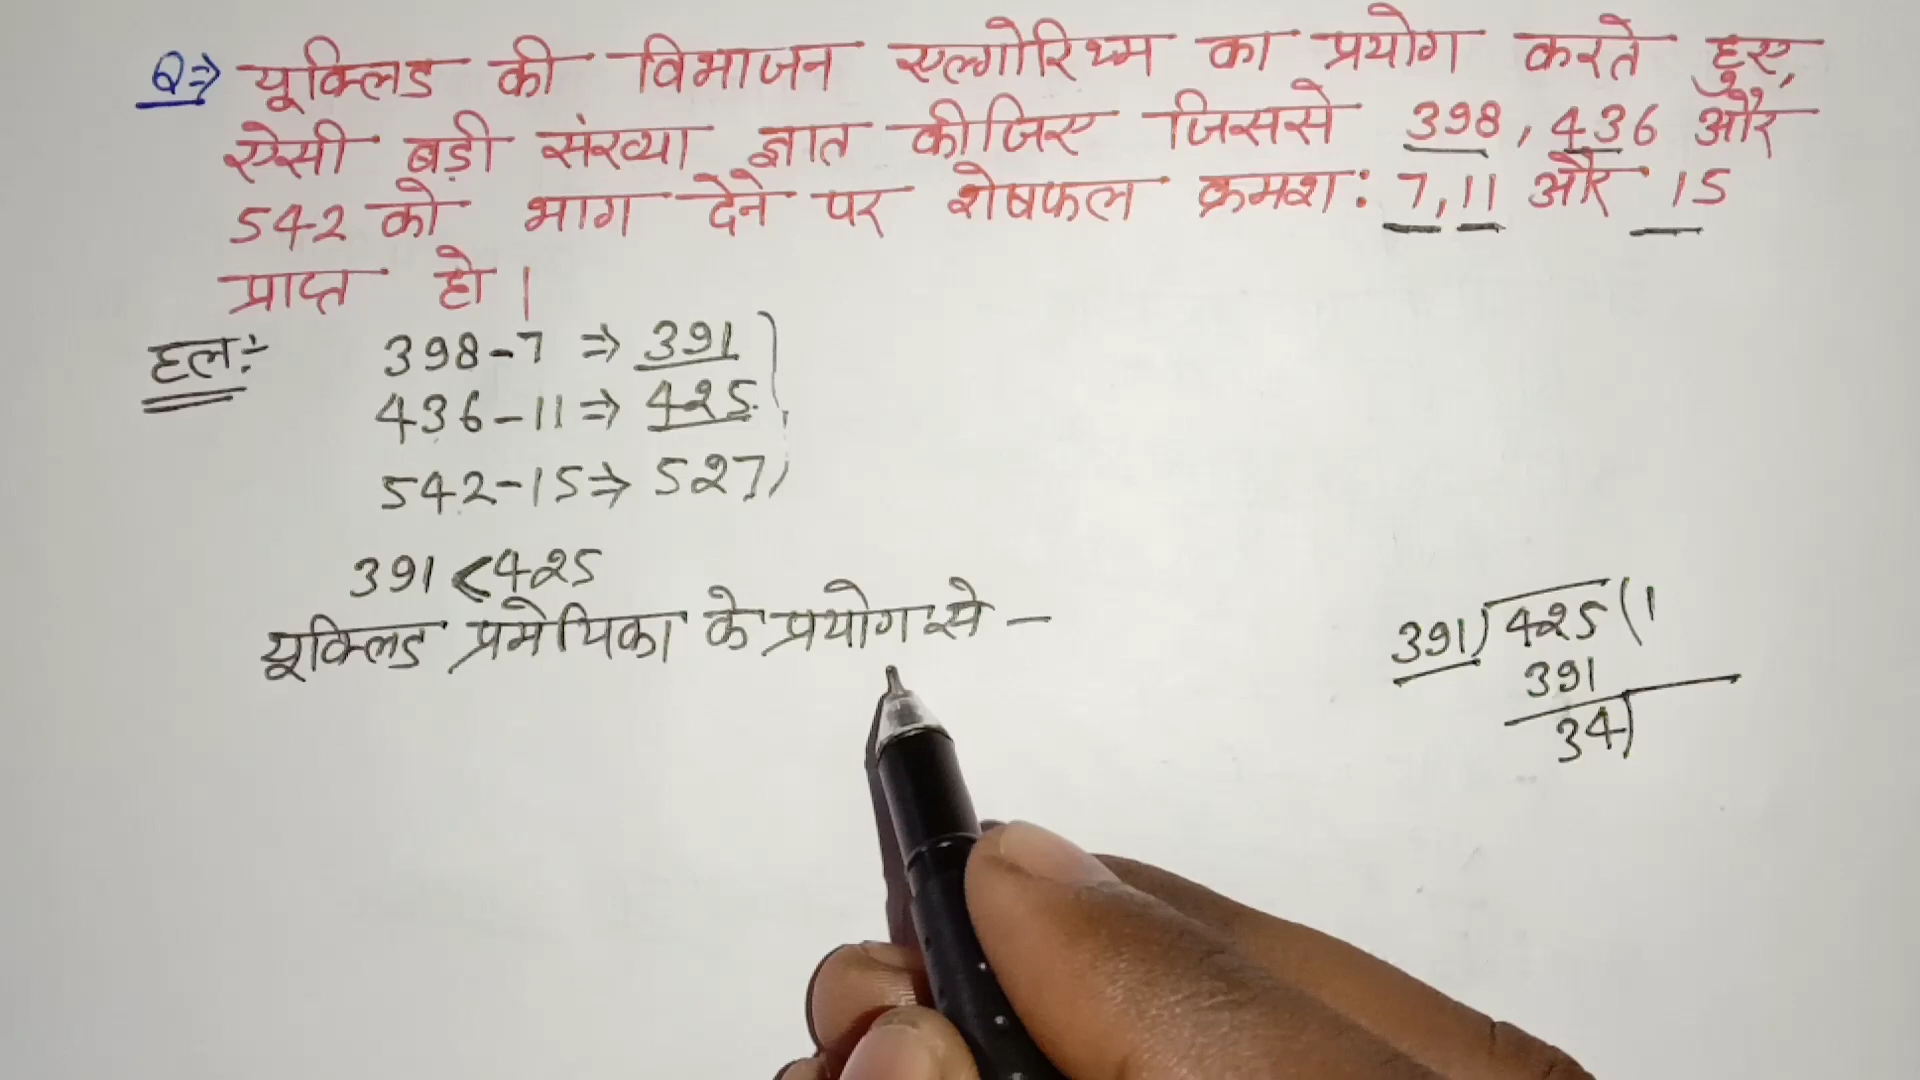 Q⇒ यूक्लिड की विभाजन एल्गोरिथ्म का प्रयोग करते हुए,
ऐसी बड़ी संख्या ज्ञात कीजिए जिससे 398, 436 और
542 को भाग देने पर शेषफल क्रमश: 7, 11 और 15
प्राप्त हो।
हल:-
398-7 ⇒ 391
436-11 ⇒ 425
542-15 ⇒ 527
391 < 425
यूक्लिड प्रमेयिका के प्रयोग से -
391) 425 (1
391
34)